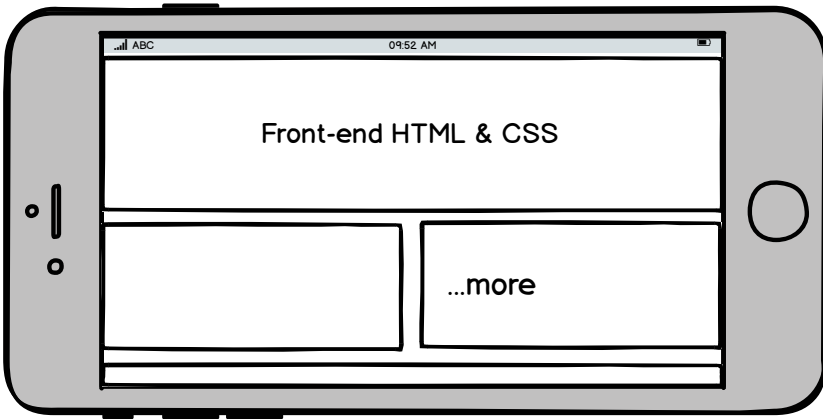 ABC 09:52 AM
Front-end HTML & CSS
...more